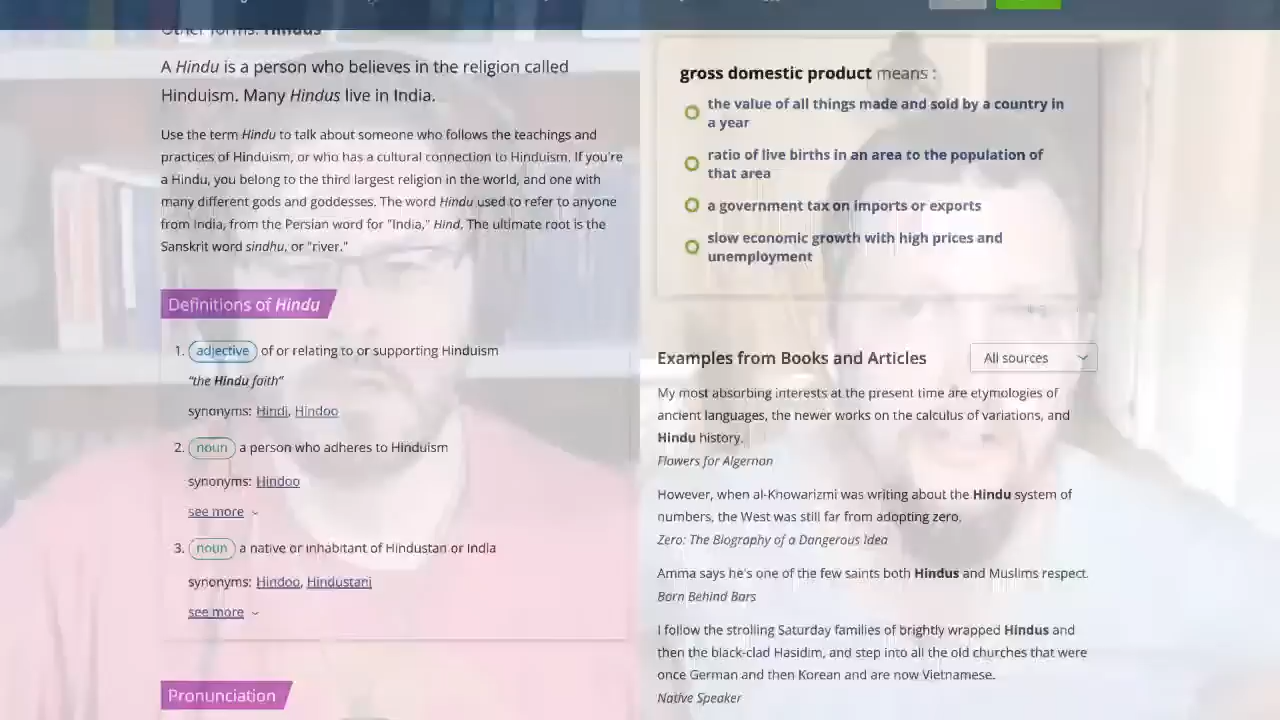 Other forms: Hindus
A Hindu is a person who believes in the religion called
Hinduism. Many Hindus live in India.
Use the term Hindu to talk about someone who follows the teachings and
practices of Hinduism, or who has a cultural connection to Hinduism. If you're
a Hindu, you belong to the third largest religion in the world, and one with
many different gods and goddesses. The word Hindu used to refer to anyone
from India, from the Persian word for "India," Hind. The ultimate root is the
Sanskrit word sindhu, or "river."
Definitions of Hindu
1. adjective of or relating to or supporting Hinduism
"the Hindu faith"
synonyms: Hindi, Hindoo
2. noun a person who adheres to Hinduism
synonyms: Hindoo
see more
3. noun a native or inhabitant of Hindustan or India
synonyms: Hindoo, Hindustani
see more
Pronunciation
gross domestic product means :
the value of all things made and sold by a country in
a year
ratio of live births in an area to the population of
that area
a government tax on imports or exports
slow economic growth with high prices and
unemployment
Examples from Books and Articles
All sources
My most absorbing interests at the present time are etymologies of
ancient languages, the newer works on the calculus of variations, and
Hindu history.
Flowers for Algernon
However, when al-Khowarizmi was writing about the Hindu system of
numbers, the West was still far from adopting zero.
Zero: The Biography of a Dangerous Idea
Amma says he's one of the few saints both Hindus and Muslims respect.
Born Behind Bars
I follow the strolling Saturday families of brightly wrapped Hindus and
then the black-clad Hasidim, and step into all the old churches that were
once German and then Korean and are now Vietnamese.
Native Speaker